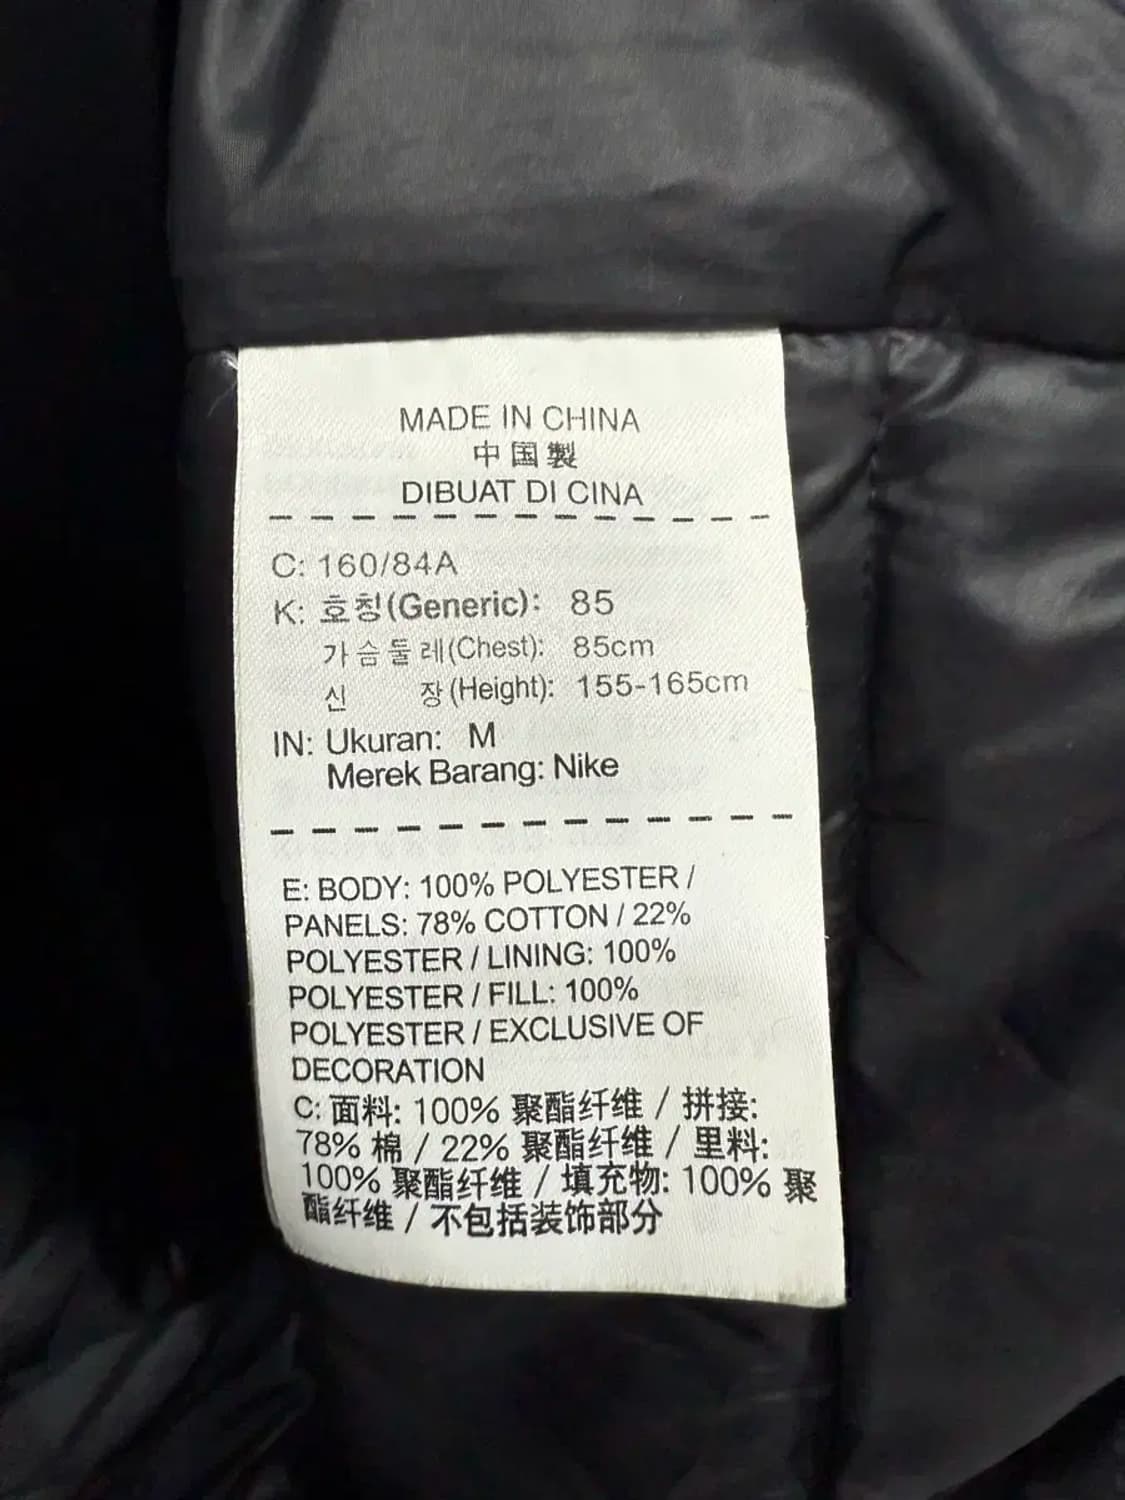 MADE IN CHINA
中国製
DIBUAT DI CINA
C: 160/84A
K: 호칭(Generic): 85
가슴둘레(Chest): 85cm
신 장(Height): 155-165cm
IN: Ukuran: M
Merek Barang: Nike
E: BODY: 100% POLYESTER /
PANELS: 78% COTTON / 22%
POLYESTER / LINING: 100%
POLYESTER / FILL: 100%
POLYESTER / EXCLUSIVE OF
DECORATION
C: 面料: 100% 聚酯纤维 / 拼接:
78% 棉 / 22% 聚酯纤维 / 里料:
100% 聚酯纤维 / 填充物: 100% 聚
酯纤维 / 不包括装饰部分